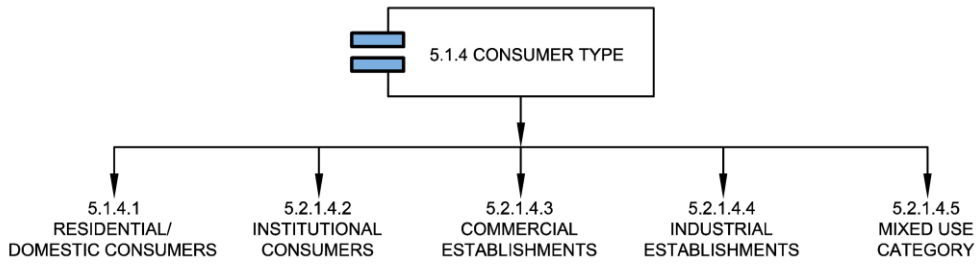 5.1.4 CONSUMER TYPE
5.1.4.1
RESIDENTIAL/
DOMESTIC CONSUMERS
5.2.1.4.2
INSTITUTIONAL
CONSUMERS
5.2.1.4.3
COMMERCIAL
ESTABLISHMENTS
5.2.1.4.4
INDUSTRIAL
ESTABLISHMENTS
5.2.1.4.5
MIXED USE
CATEGORY